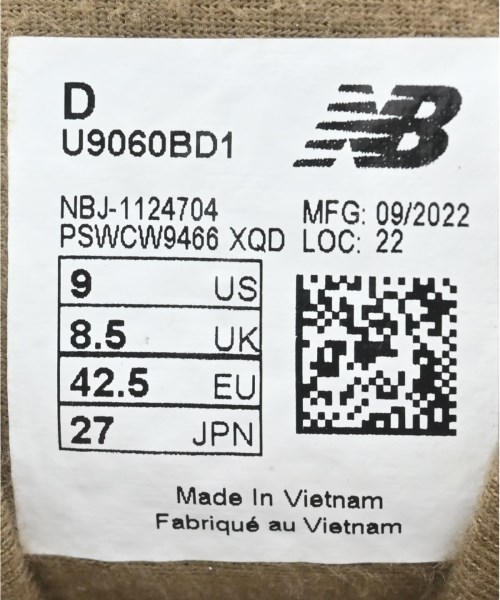 D
U9060BD1
NB
NBJ-1124704
MFG: 09/2022
PSWCW9466 XQD
LOC: 22
9 US
8.5 UK
42.5 EU
27 JPN
Made In Vietnam
Fabriqué au Vietnam